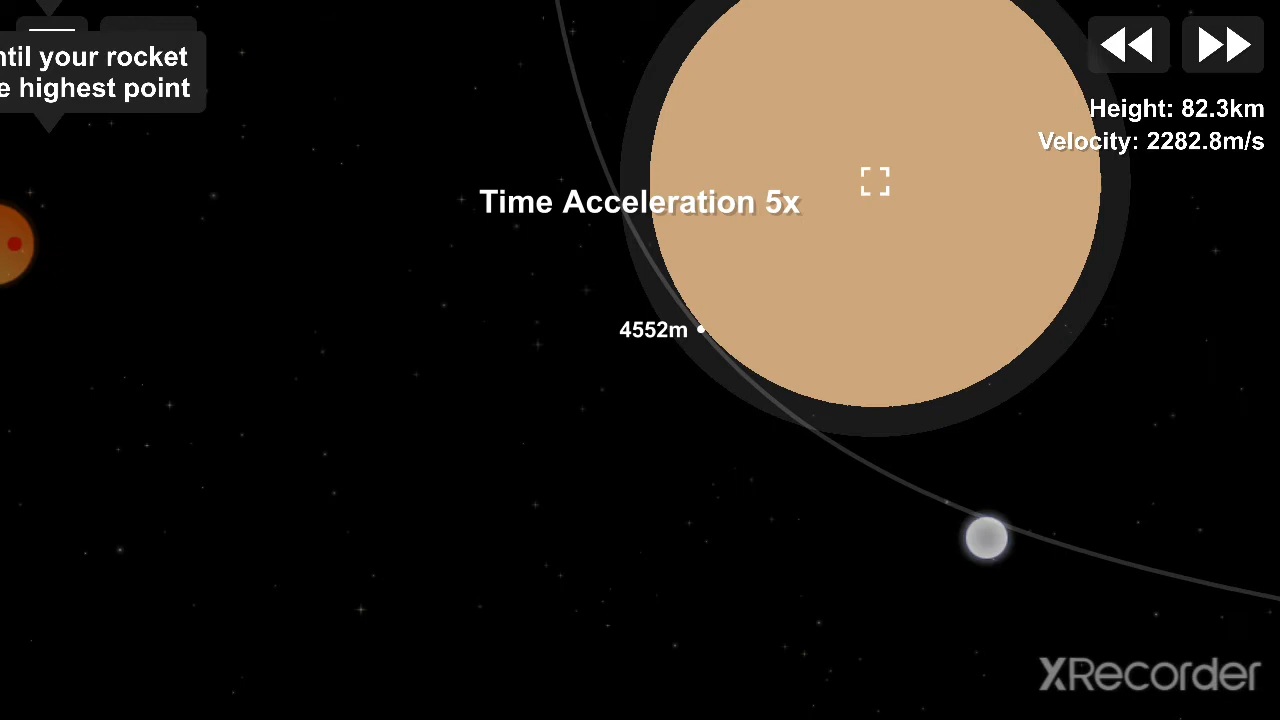 ntil your rocket
e highest point
Height: 82.3km
Velocity: 2282.8m/s
Time Acceleration 5x
4552m
XRecorder